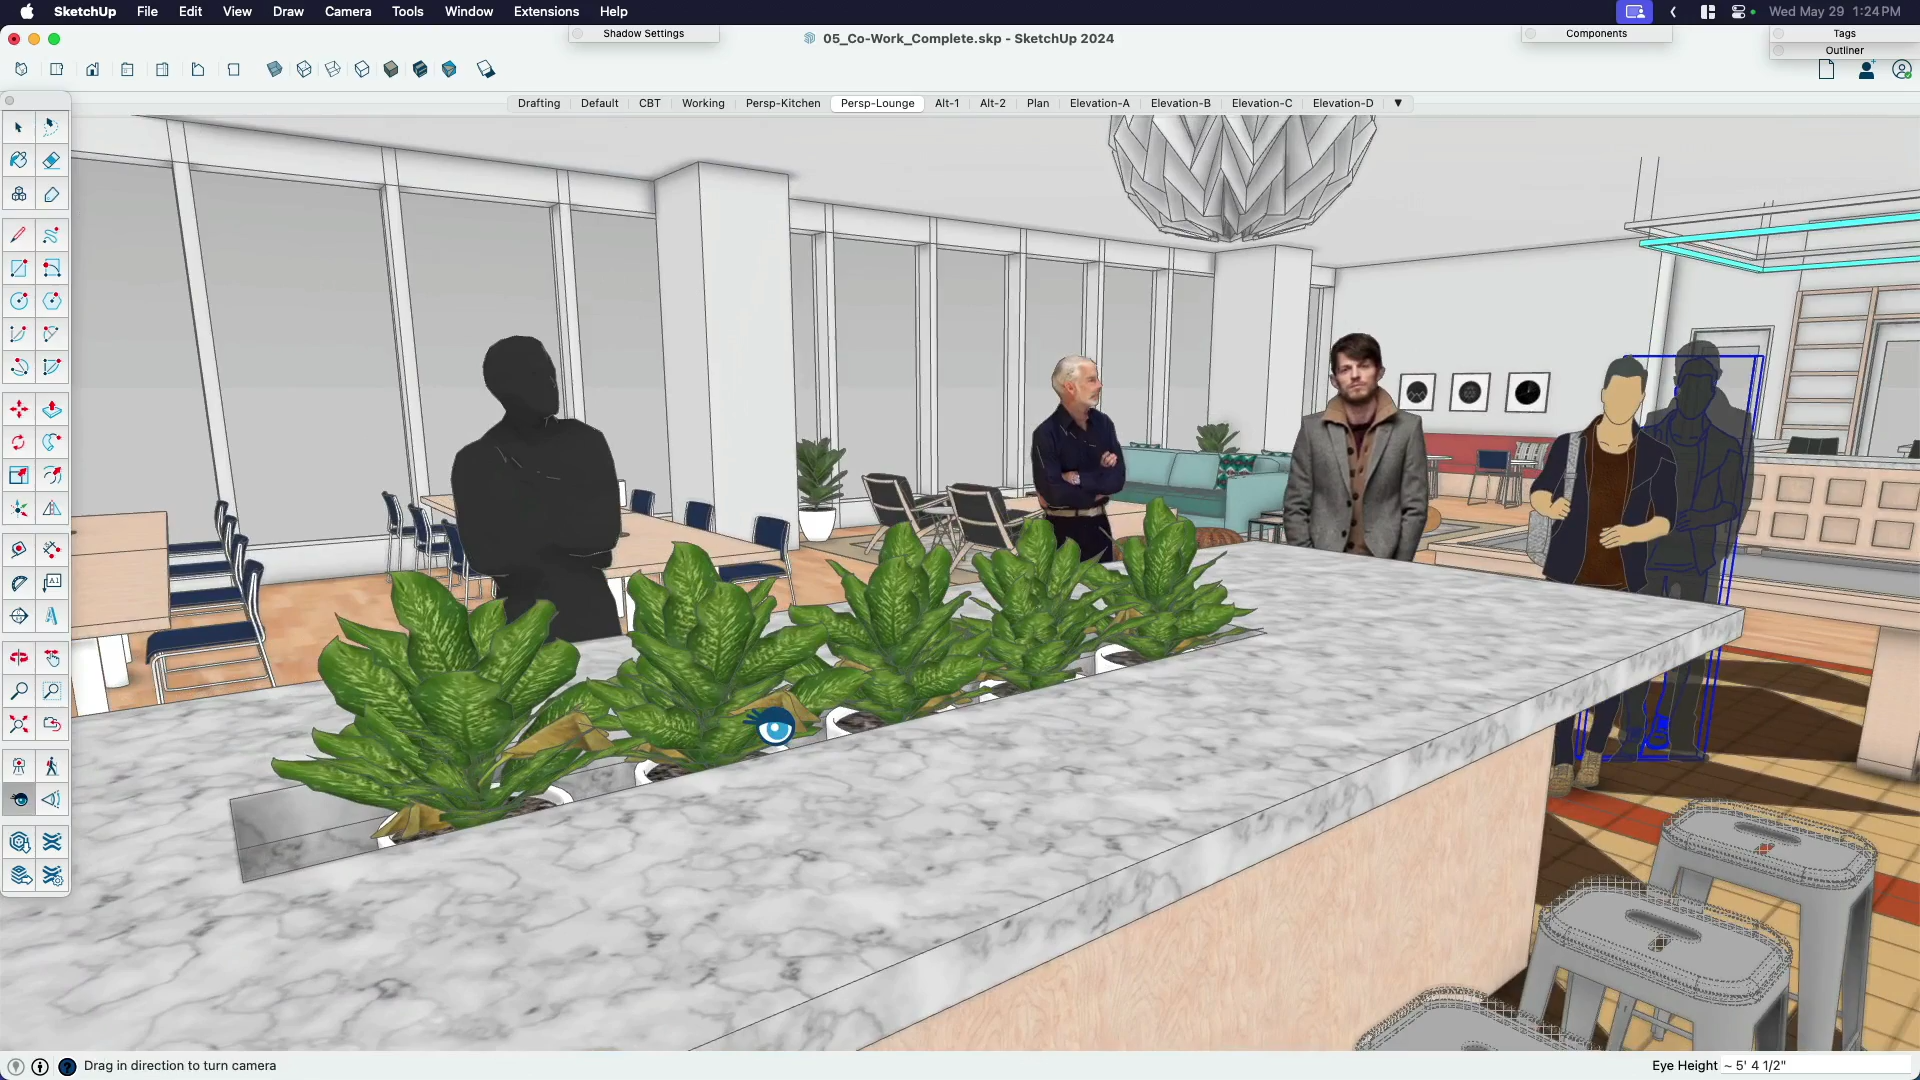 SketchUp File Edit View Draw Camera Tools Window Extensions Help
Wed May 29 1:24 PM
Shadow Settings
05_Co-Work_Complete.skp - SketchUp 2024
Components
Tags
Outliner
Drafting Default CBT Working Persp-Kitchen Persp-Lounge Alt-1 Alt-2 Plan Elevation-A Elevation-B Elevation-C Elevation-D
A1
Drag in direction to turn camera
Eye Height ~ 5' 4 1/2"